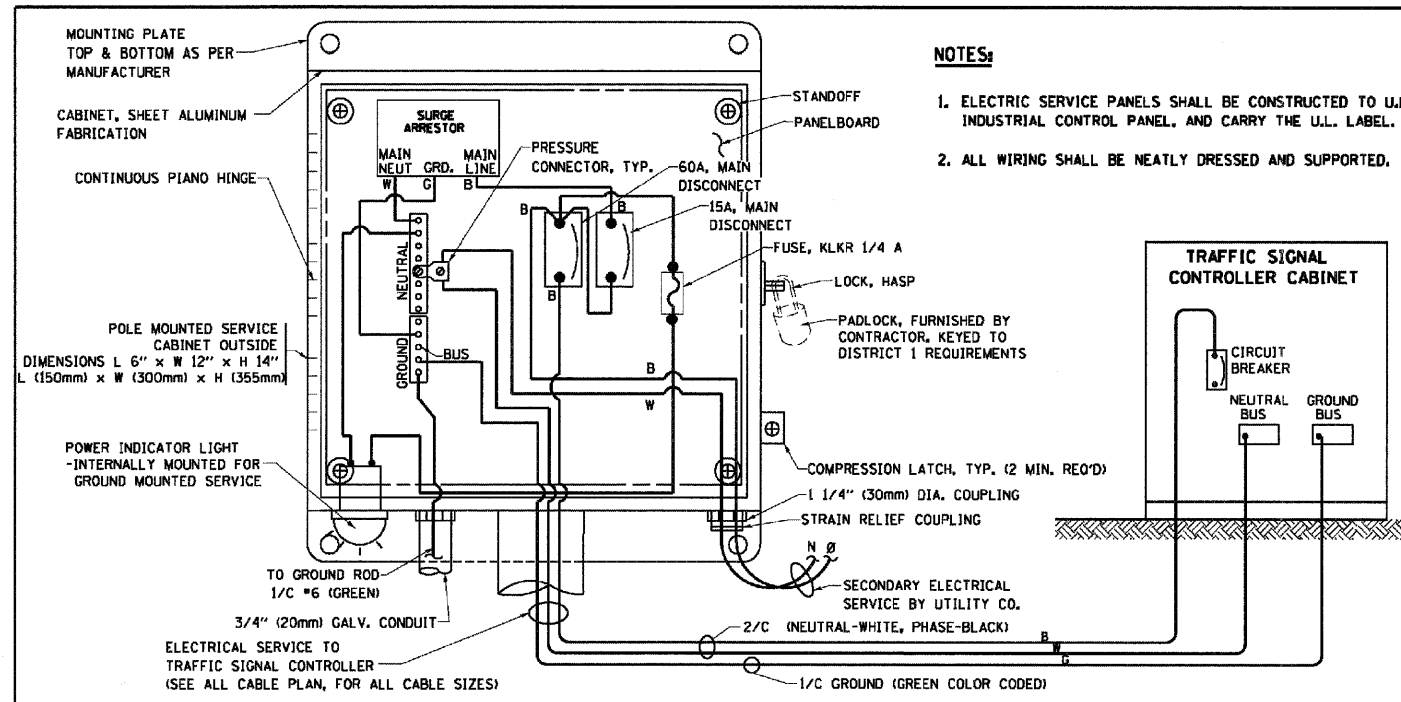 MOUNTING PLATE
TOP & BOTTOM AS PER
MANUFACTURER
CABINET, SHEET ALUMINUM
FABRICATION
CONTINUOUS PIANO HINGE
POLE MOUNTED SERVICE
CABINET OUTSIDE
DIMENSIONS L 6" x W 12" x H 14"
L (150mm) x W (300mm) x H (355mm)
POWER INDICATOR LIGHT
-INTERNALLY MOUNTED FOR
GROUND MOUNTED SERVICE
SURGE
ARRESTOR
MAIN
NEUT
GRD.
MAIN
LINE
W
G
B
NEUTRAL
GROUND
BUS
PRESSURE
CONNECTOR, TYP.
B
B
B
B
W
STANDOFF
PANELBOARD
60A, MAIN
DISCONNECT
15A, MAIN
DISCONNECT
FUSE, KLKR 1/4 A
LOCK, HASP
PADLOCK, FURNISHED BY
CONTRACTOR, KEYED TO
DISTRICT 1 REQUIREMENTS
COMPRESSION LATCH, TYP. (2 MIN. REQ'D)
1 1/4" (30mm) DIA. COUPLING
STRAIN RELIEF COUPLING
N Ø
SECONDARY ELECTRICAL
SERVICE BY UTILITY CO.
TO GROUND ROD
1/C #6 (GREEN)
3/4" (20mm) GALV. CONDUIT
ELECTRICAL SERVICE TO
TRAFFIC SIGNAL CONTROLLER
(SEE ALL CABLE PLAN, FOR ALL CABLE SIZES)
2/C (NEUTRAL-WHITE, PHASE-BLACK)
B
W
G
1/C GROUND (GREEN COLOR CODED)
NOTES:
1. ELECTRIC SERVICE PANELS SHALL BE CONSTRUCTED TO U.
INDUSTRIAL CONTROL PANEL, AND CARRY THE U.L. LABEL.
2. ALL WIRING SHALL BE NEATLY DRESSED AND SUPPORTED.
TRAFFIC SIGNAL
CONTROLLER CABINET
CIRCUIT
BREAKER
NEUTRAL
BUS
GROUND
BUS